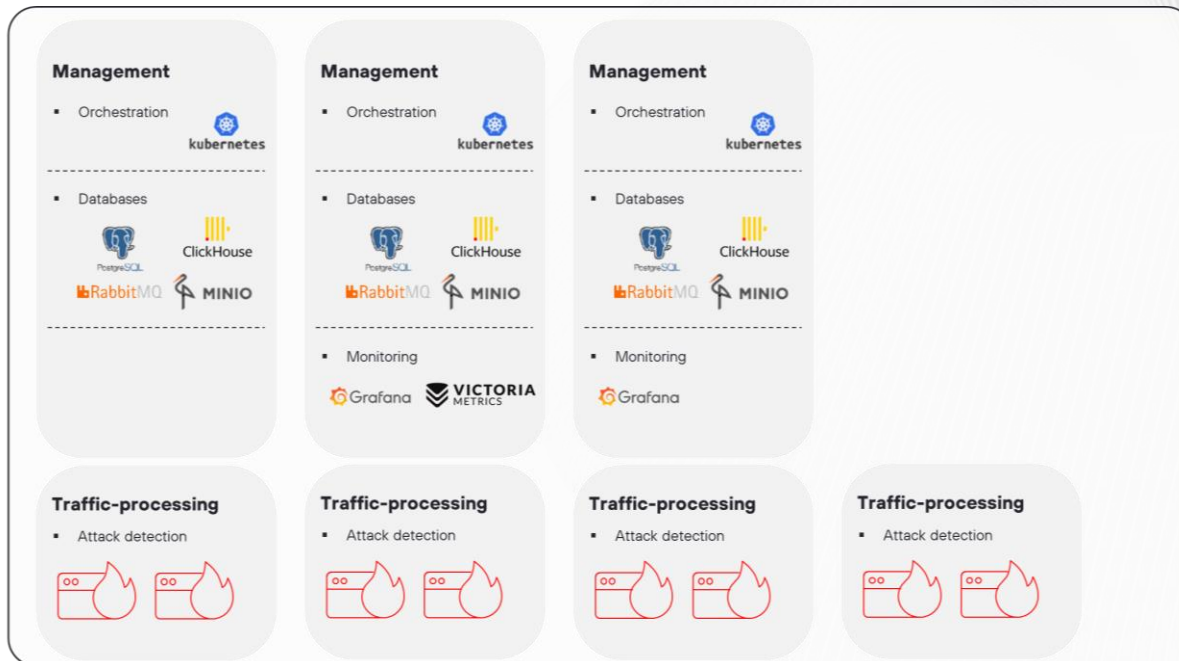 Management
▪ Orchestration
kubernetes
▪ Databases
PostgreSQL
ClickHouse
RabbitMQ
MINIO
Management
▪ Orchestration
kubernetes
▪ Databases
PostgreSQL
ClickHouse
RabbitMQ
MINIO
▪ Monitoring
Grafana
VICTORIA
METRICS
Management
▪ Orchestration
kubernetes
▪ Databases
PostgreSQL
ClickHouse
RabbitMQ
MINIO
▪ Monitoring
Grafana
Traffic-processing
▪ Attack detection
Traffic-processing
▪ Attack detection
Traffic-processing
▪ Attack detection
Traffic-processing
▪ Attack detection